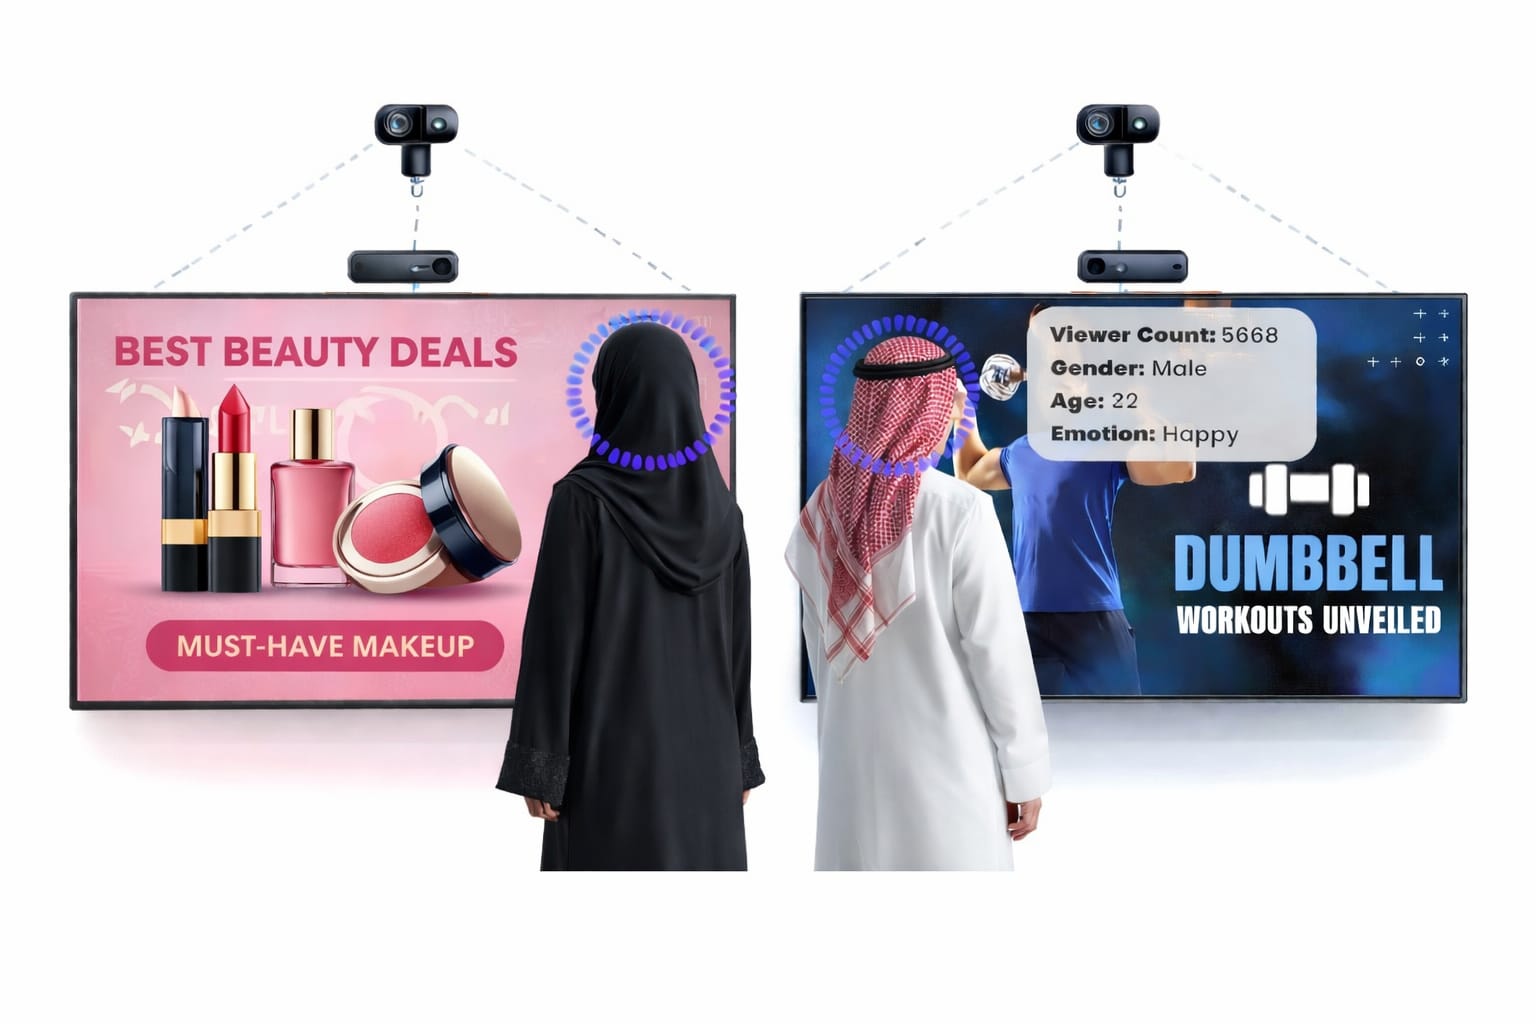 BEST BEAUTY DEALS
MUST-HAVE MAKEUP
Viewer Count: 5668
Gender: Male
Age: 22
Emotion: Happy
DUMBBELL
WORKOUTS UNVEILED